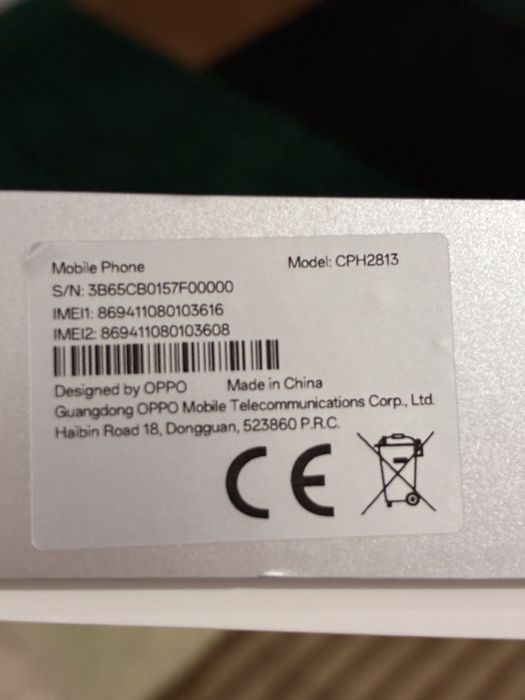 Mobile Phone
Model: CPH2813
S/N: 3B65CB0157F00000
IMEI1: 869411080103616
IMEI2: 869411080103608
Designed by OPPO Made in China
Guangdong OPPO Mobile Telecommunications Corp., Ltd.
Haibin Road 18, Dongguan, 523860 P.R.C.
CE